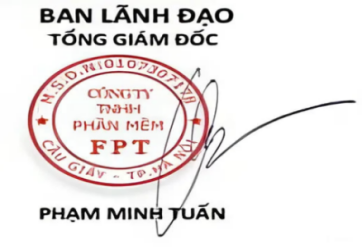 BAN LÃNH ĐẠO
TỔNG GIÁM ĐỐC
CÔNG TY
TNHH
PHẦN MỀM
FPT
CẦU GIẤY - TP.HÀ NỘI
PHẠM MINH TUẤN